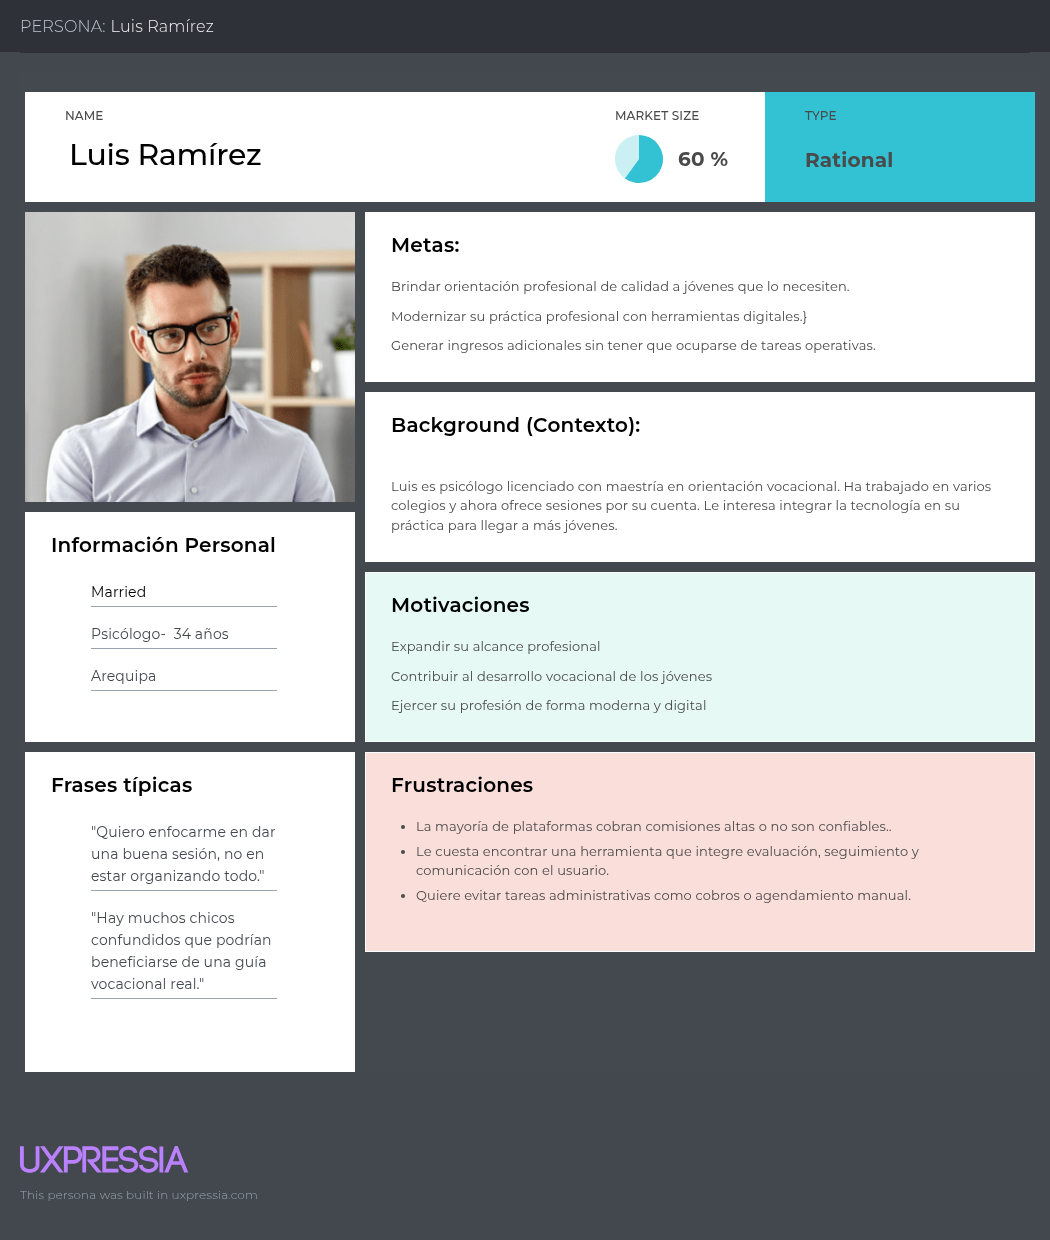 PERSONA: Luis Ramírez
NAME
Luis Ramírez
MARKET SIZE
60 %
TYPE
Rational
Metas:
Brindar orientación profesional de calidad a jóvenes que lo necesiten.
Modernizar su práctica profesional con herramientas digitales.}
Generar ingresos adicionales sin tener que ocuparse de tareas operativas.
Background (Contexto):
Luis es psicólogo licenciado con maestría en orientación vocacional. Ha trabajado en varios
colegios y ahora ofrece sesiones por su cuenta. Le interesa integrar la tecnología en su
práctica para llegar a más jóvenes.
Información Personal
Married
Psicólogo-  34 años
Arequipa
Motivaciones
Expandir su alcance profesional
Contribuir al desarrollo vocacional de los jóvenes
Ejercer su profesión de forma moderna y digital
Frases típicas
"Quiero enfocarme en dar
una buena sesión, no en
estar organizando todo."
"Hay muchos chicos
confundidos que podrían
beneficiarse de una guía
vocacional real."
Frustraciones
• La mayoría de plataformas cobran comisiones altas o no son confiables..
• Le cuesta encontrar una herramienta que integre evaluación, seguimiento y
comunicación con el usuario.
• Quiere evitar tareas administrativas como cobros o agendamiento manual.
UXPRESSIA
This persona was built in uxpressia.com